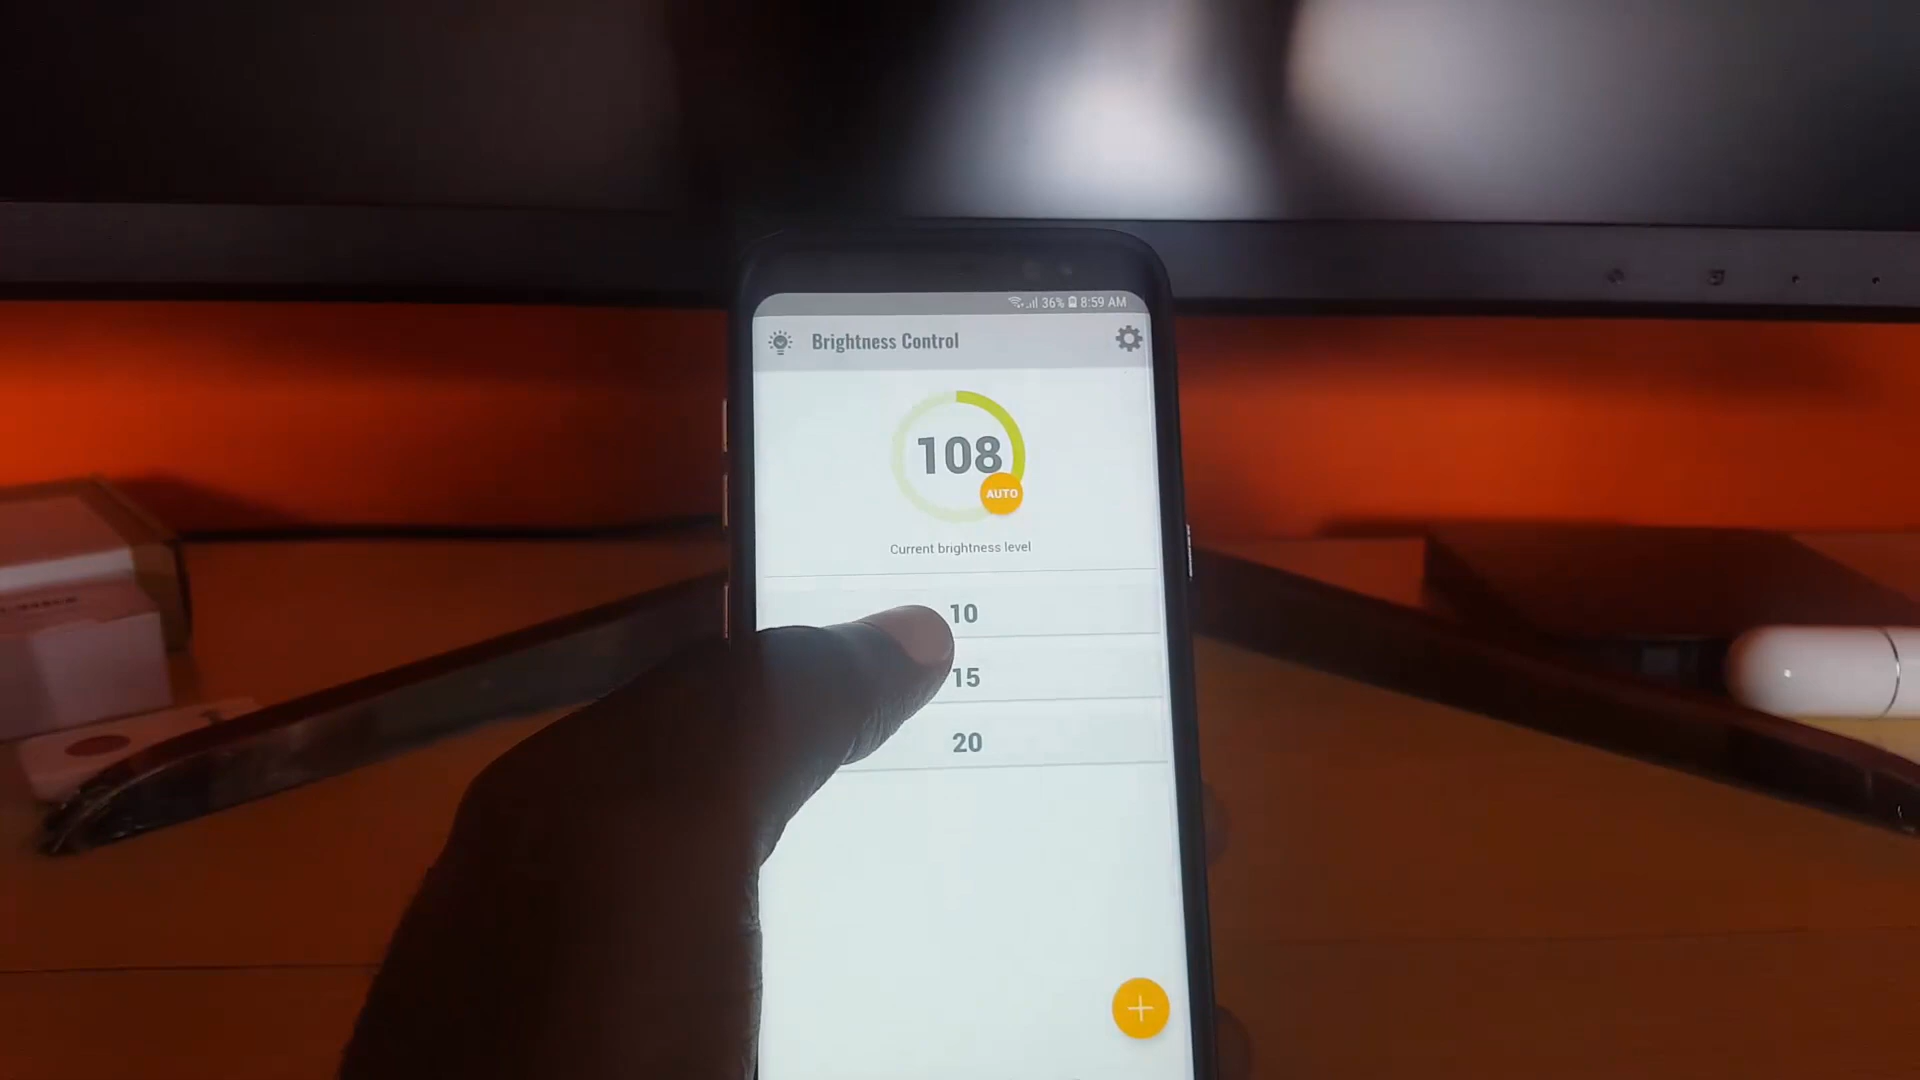 36% 8:59 AM
Brightness Control
108
AUTO
Current brightness level
10
15
20